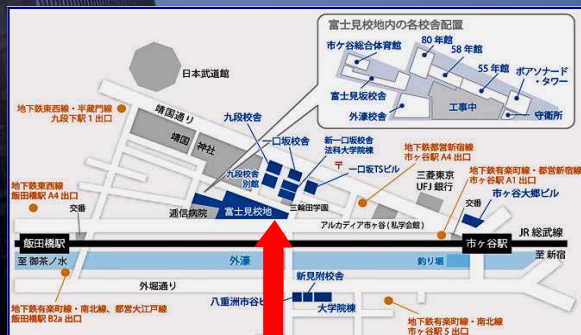 富士見校地内の各校舎配置
市ケ谷総合体育館
80年館
58年館
55年館
ボアソナード
・タワー
富士見坂校舎
外濠校舎
工事中
守衛所
日本武道館
地下鉄東西線・半蔵門線
九段下駅1出口
靖国通り
靖国
神社
九段校舎
一口坂校舎
新一口坂校舎
法科大学院棟
九段校舎
別館
〒
一口坂TSビル
三輪田学園
地下鉄都営新宿線
市ヶ谷駅A4出口
三菱東京
UFJ銀行
地下鉄有楽町線・都営新宿線
市ヶ谷駅A1出口
地下鉄東西線
飯田橋駅A4出口
逓信病院
富士見校地
アルカディア市ヶ谷(私学会館)
交番
市ケ谷大郷ビル
交番
JR総武線
飯田橋駅
市ヶ谷駅
至御茶ノ水
外濠
釣り堀
至新宿
外堀通り
新見附校舎
八重洲市谷ビル
大学院棟
地下鉄有楽町線・南北線、都営大江戸線
飯田橋駅B2a出口
地下鉄有楽町線・南北線
市ヶ谷駅5出口